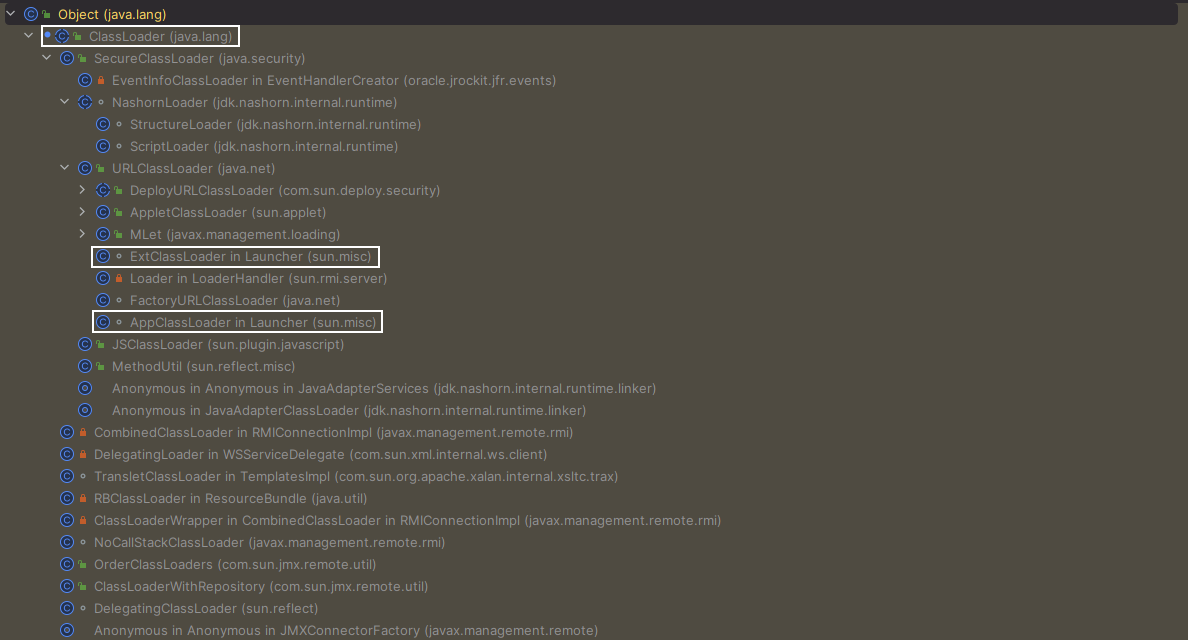 Object (java.lang)
ClassLoader (java.lang)
SecureClassLoader (java.security)
EventInfoClassLoader in EventHandlerCreator (oracle.jrockit.jfr.events)
NashornLoader (jdk.nashorn.internal.runtime)
StructureLoader (jdk.nashorn.internal.runtime)
ScriptLoader (jdk.nashorn.internal.runtime)
URLClassLoader (java.net)
DeployURLClassLoader (com.sun.deploy.security)
AppletClassLoader (sun.applet)
MLet (javax.management.loading)
ExtClassLoader in Launcher (sun.misc)
Loader in LoaderHandler (sun.rmi.server)
FactoryURLClassLoader (java.net)
AppClassLoader in Launcher (sun.misc)
JSClassLoader (sun.plugin.javascript)
MethodUtil (sun.reflect.misc)
Anonymous in Anonymous in JavaAdapterServices (jdk.nashorn.internal.runtime.linker)
Anonymous in JavaAdapterClassLoader (jdk.nashorn.internal.runtime.linker)
CombinedClassLoader in RMIConnectionImpl (javax.management.remote.rmi)
DelegatingLoader in WSServiceDelegate (com.sun.xml.internal.ws.client)
TransletClassLoader in TemplatesImpl (com.sun.org.apache.xalan.internal.xsltc.trax)
RBClassLoader in ResourceBundle (java.util)
ClassLoaderWrapper in CombinedClassLoader in RMIConnectionImpl (javax.management.remote.rmi)
NoCallStackClassLoader (javax.management.remote.rmi)
OrderClassLoaders (com.sun.jmx.remote.util)
ClassLoaderWithRepository (com.sun.jmx.remote.util)
DelegatingClassLoader (sun.reflect)
Anonymous in Anonymous in JMXConnectorFactory (javax.management.remote)